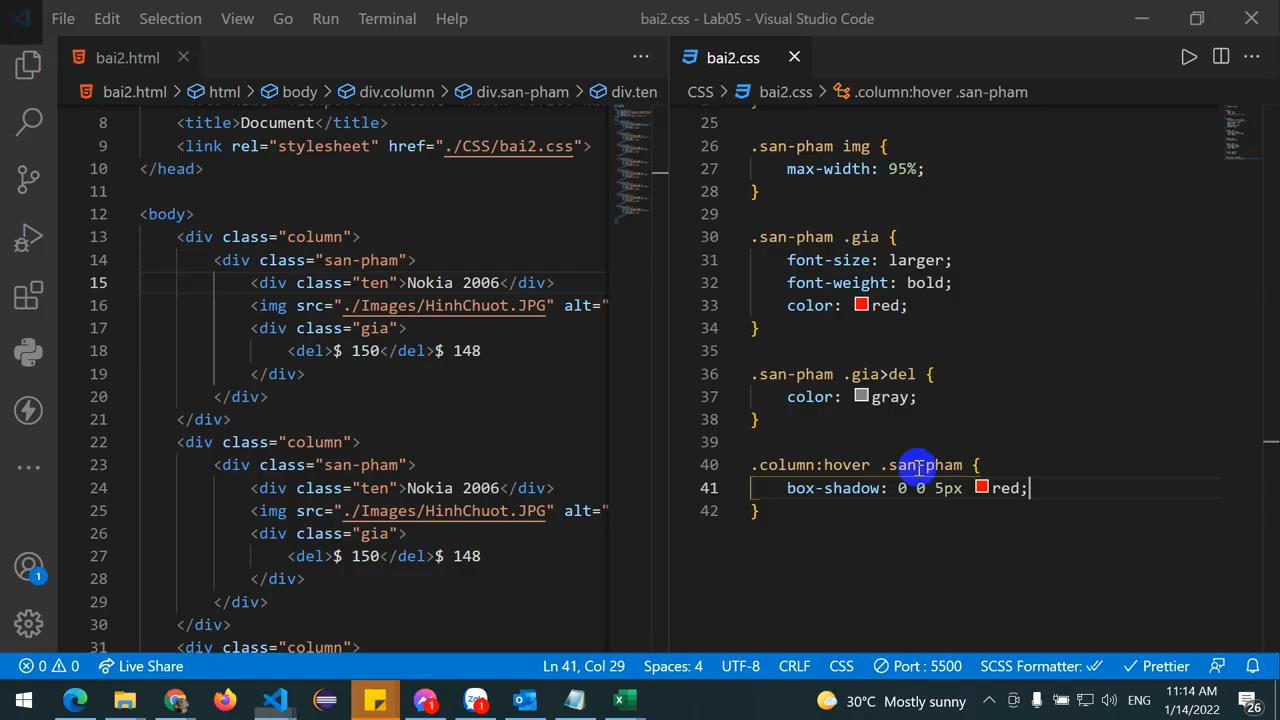 File Edit Selection View Go Run Terminal Help bai2.css - Lab05 - Visual Studio Code
bai2.html
bai2.html > html > body > div.column > div.san-pham > div.ten
8 <title>Document</title>
9 <link rel="stylesheet" href="./CSS/bai2.css">
10 </head>
11
12 <body>
13 <div class="column">
14 <div class="san-pham">
15 <div class="ten">Nokia 2006</div>
16 <img src="./Images/HinhChuot.JPG" alt="
17 <div class="gia">
18 <del>$ 150</del>$ 148
19 </div>
20 </div>
21 </div>
22 <div class="column">
23 <div class="san-pham">
24 <div class="ten">Nokia 2006</div>
25 <img src="./Images/HinhChuot.JPG" alt="
26 <div class="gia">
27 <del>$ 150</del>$ 148
28 </div>
29 </div>
30 </div>
31 <div class="column">
bai2.css
CSS > bai2.css > .column:hover .san-pham
25
26 .san-pham img {
27 max-width: 95%;
28 }
29
30 .san-pham .gia {
31 font-size: larger;
32 font-weight: bold;
33 color: red;
34 }
35
36 .san-pham .gia>del {
37 color: gray;
38 }
39
40 .column:hover .san-pham {
41 box-shadow: 0 0 5px red;
42 }
1
0 0 Live Share Ln 41, Col 29 Spaces: 4 UTF-8 CRLF CSS Port : 5500 SCSS Formatter: Prettier
1 1 30°C Mostly sunny ENG 11:14 AM
1/14/2022 26